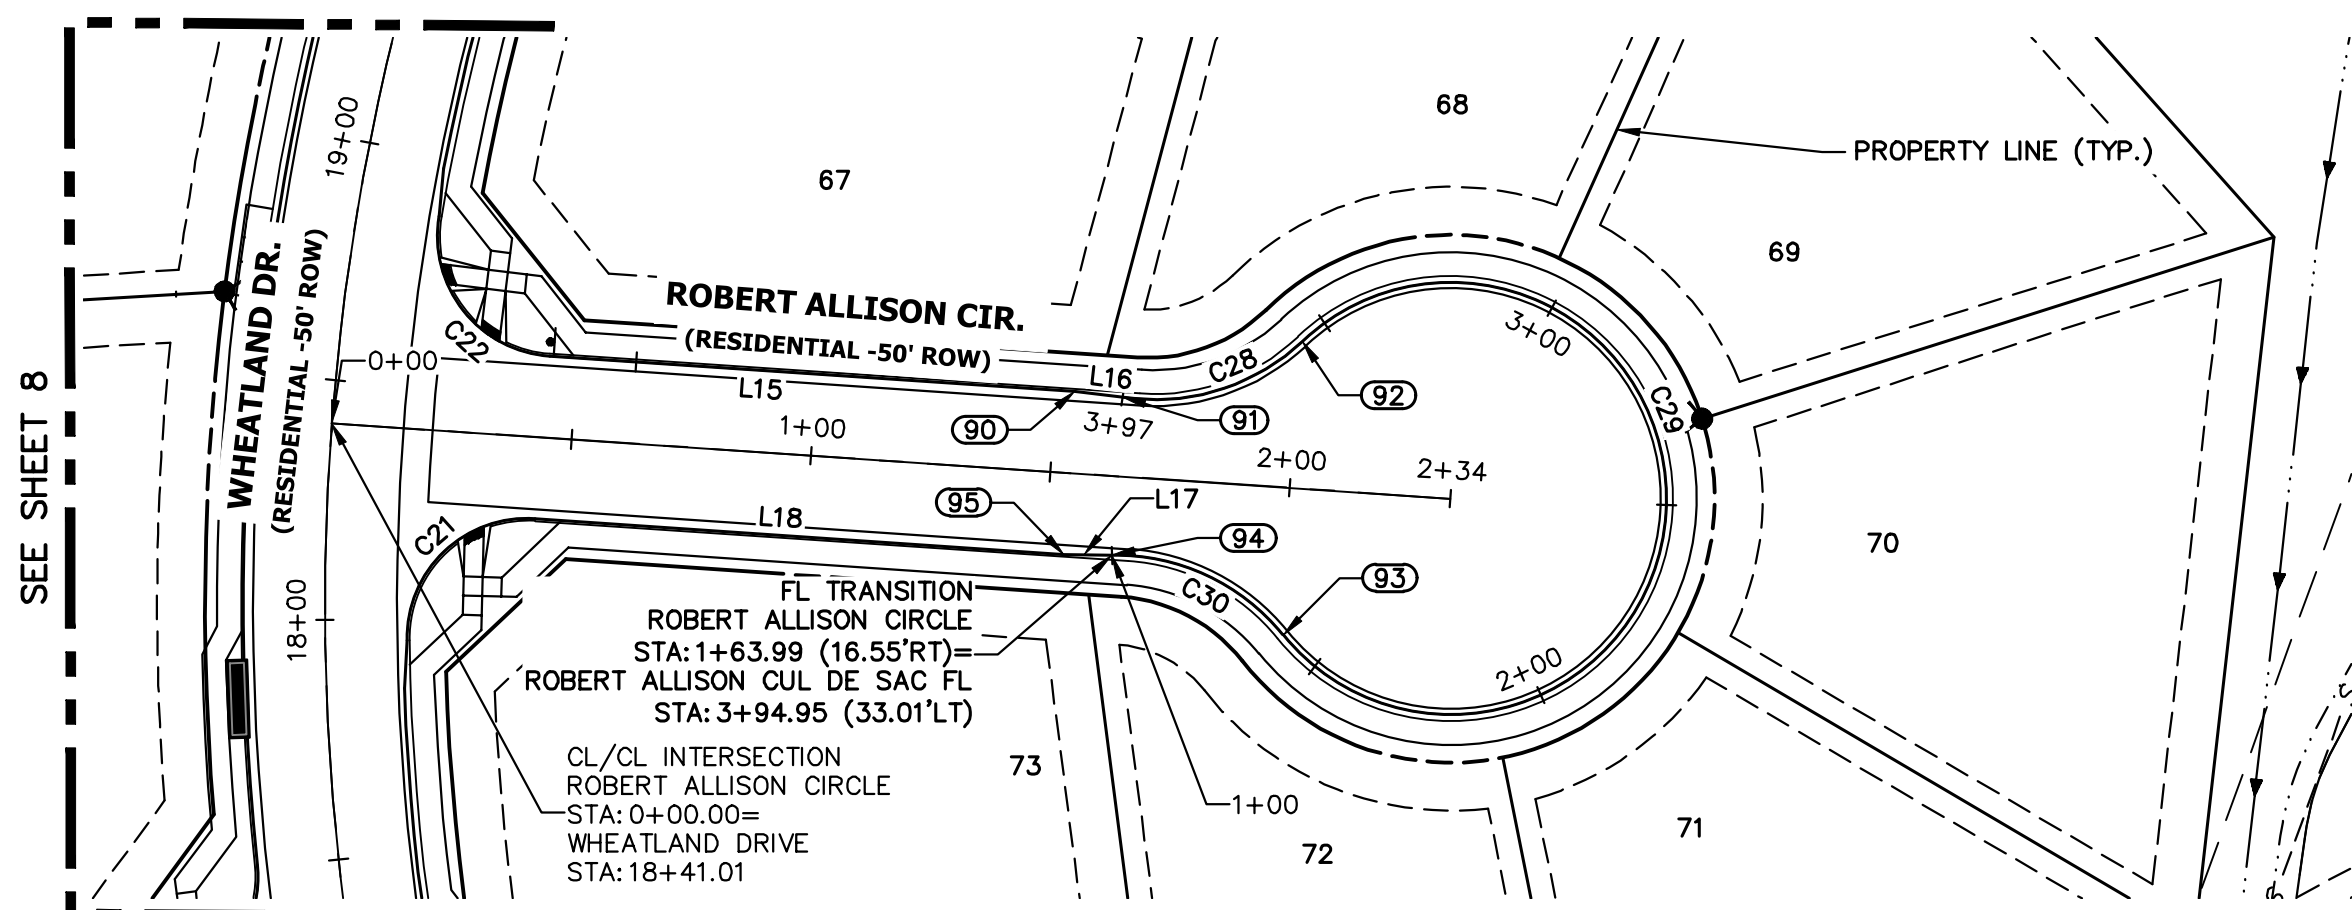 SEE SHEET 8
19+00
WHEATLAND DR.
(RESIDENTIAL -50' ROW)
18+00
67
68
69
70
71
72
73
PROPERTY LINE (TYP.)
ROBERT ALLISON CIR.
(RESIDENTIAL -50' ROW)
C22
0+00
L15
L16
C28
3+00
C29
92
91
90
3+97
1+00
2+00
2+34
95
L17
L18
94
C21
C30
93
2+00
FL TRANSITION
ROBERT ALLISON CIRCLE
STA:1+63.99 (16.55'RT)=
ROBERT ALLISON CUL DE SAC FL
STA:3+94.95 (33.01'LT)
CL/CL INTERSECTION
ROBERT ALLISON CIRCLE
STA:0+00.00=
WHEATLAND DRIVE
STA:18+41.01
1+00
S
S